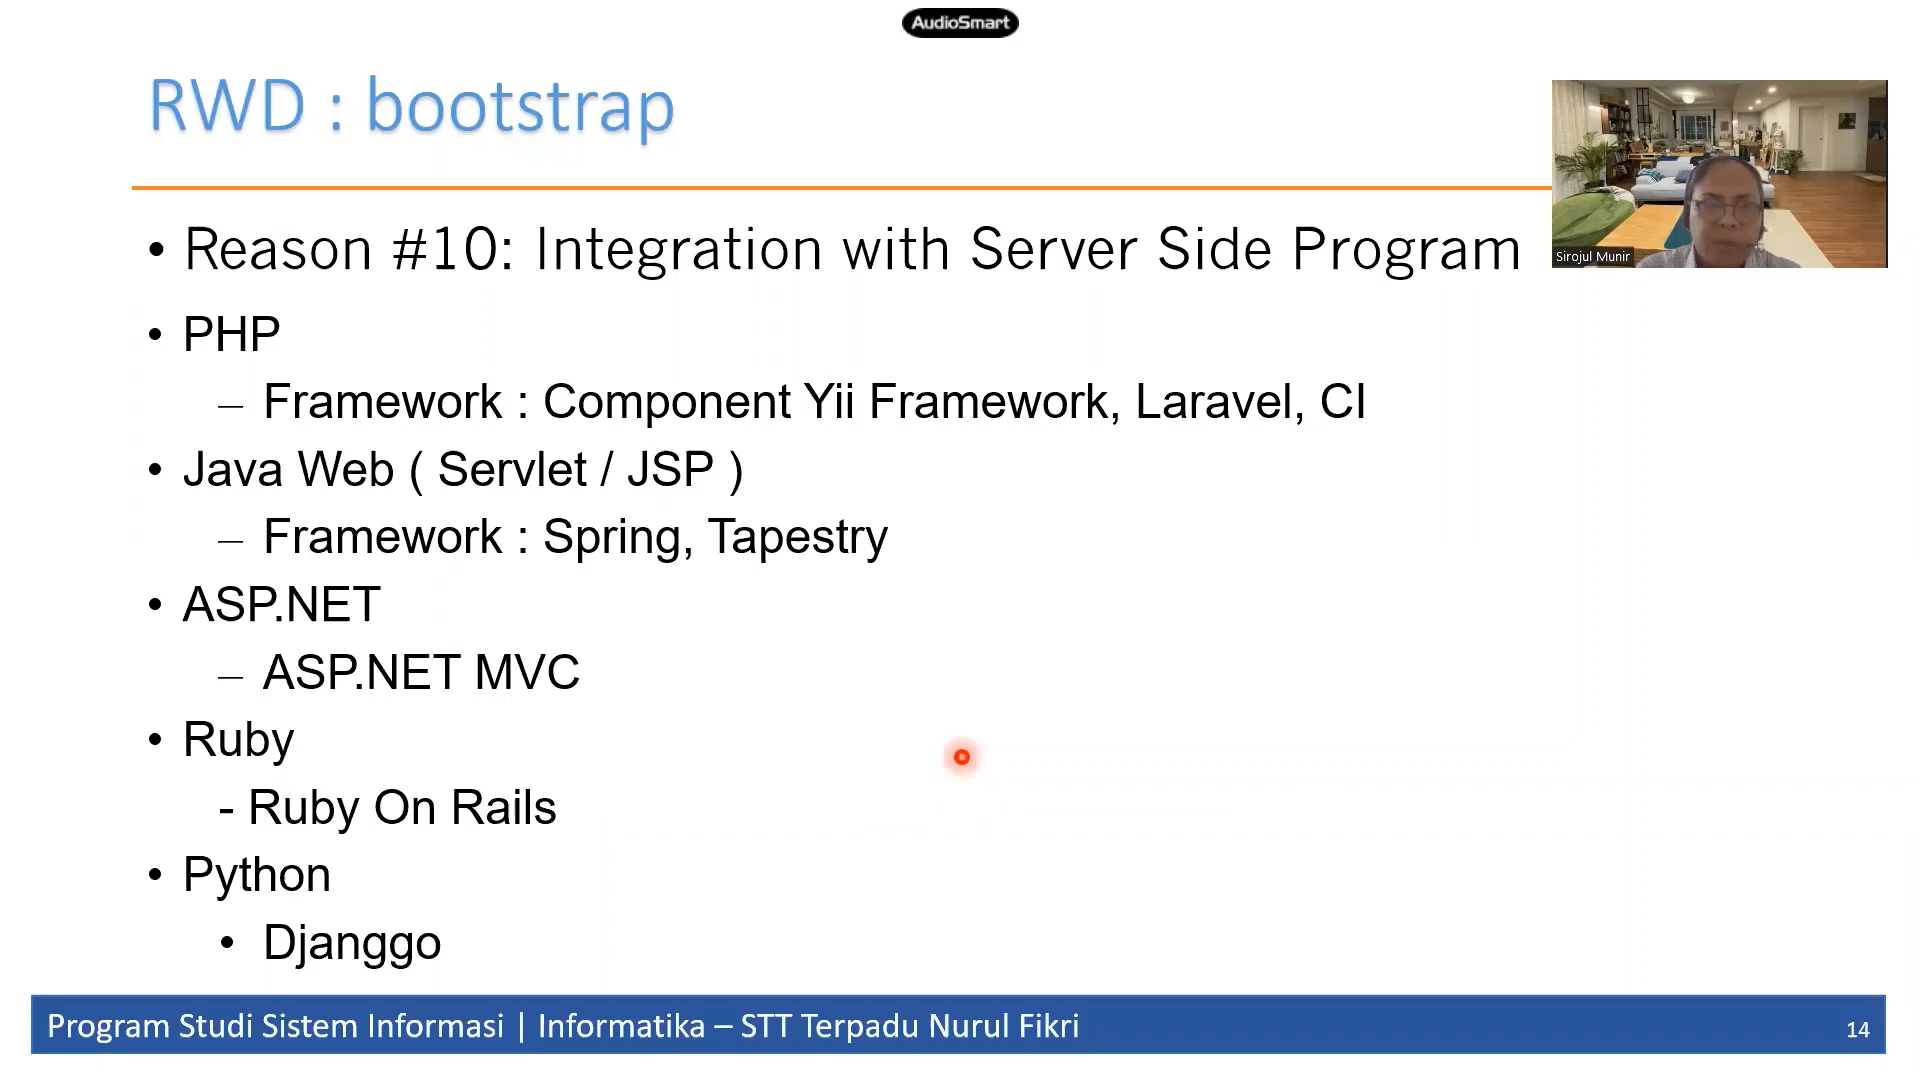 AudioSmart
RWD : bootstrap
• Reason #10: Integration with Server Side Program
Sirojul Munir
• PHP
– Framework : Component Yii Framework, Laravel, CI
• Java Web ( Servlet / JSP )
– Framework : Spring, Tapestry
• ASP.NET
– ASP.NET MVC
• Ruby
- Ruby On Rails
• Python
• Djanggo
Program Studi Sistem Informasi | Informatika – STT Terpadu Nurul Fikri
14